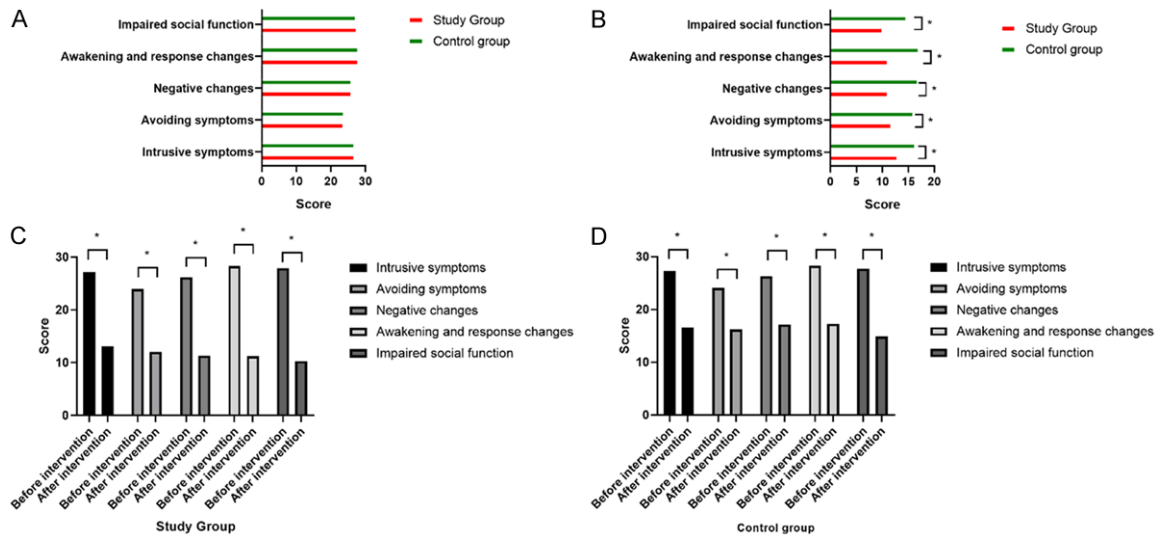 A
Impaired social function
Awakening and response changes
Negative changes
Avoiding symptoms
Intrusive symptoms
0 10 20 30
Score
Study Group
Control group
B
Impaired social function
Awakening and response changes
Negative changes
Avoiding symptoms
Intrusive symptoms
* 
*
*
*
*
0 5 10 15 20
Score
Study Group
Control group
C
* * * * *
30
20
10
0
Score
Before intervention
After intervention
Before intervention
After intervention
Before intervention
After intervention
Before intervention
After intervention
Before intervention
After intervention
Study Group
Intrusive symptoms
Avoiding symptoms
Negative changes
Awakening and response changes
Impaired social function
D
* * * * *
30
20
10
0
Score
Before intervention
After intervention
Before intervention
After intervention
Before intervention
After intervention
Before intervention
After intervention
Before intervention
After intervention
Control group
Intrusive symptoms
Avoiding symptoms
Negative changes
Awakening and response changes
Impaired social function